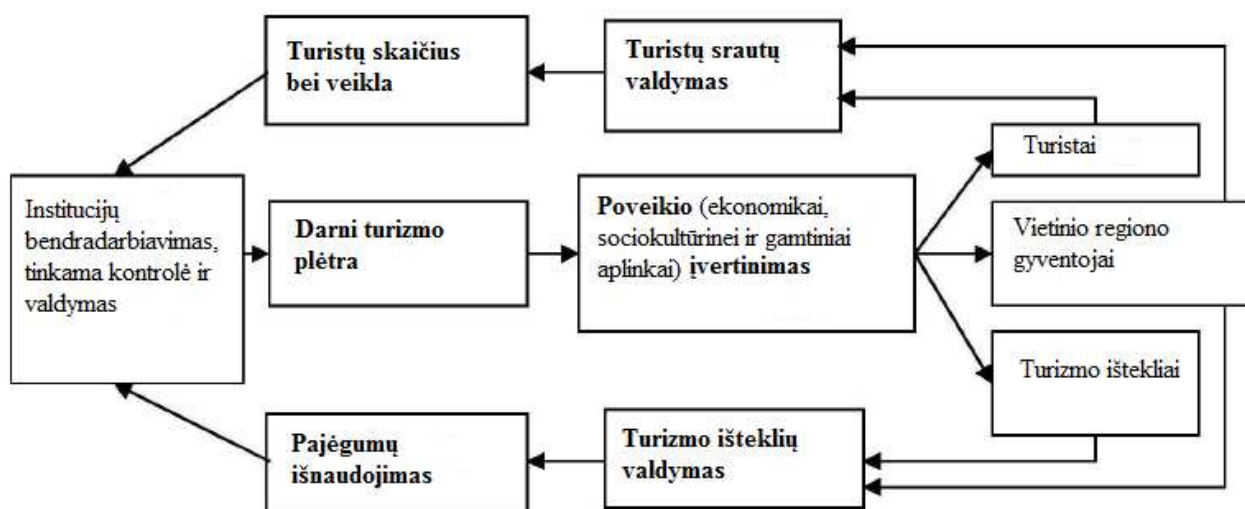 Turistų skaičius
bei veikla
Turistų srautų
valdymas
Turistai
Institucijų
bendradarbiavimas,
tinkama kontrolė ir
valdymas
Darni turizmo
plėtra
Poveikio (ekonomikai,
sociokultūrinei ir gamtiniai
aplinkai) įvertinimas
Vietinio regiono
gyventojai
Turizmo ištekliai
Pajėgumų
išnaudojimas
Turizmo išteklių
valdymas